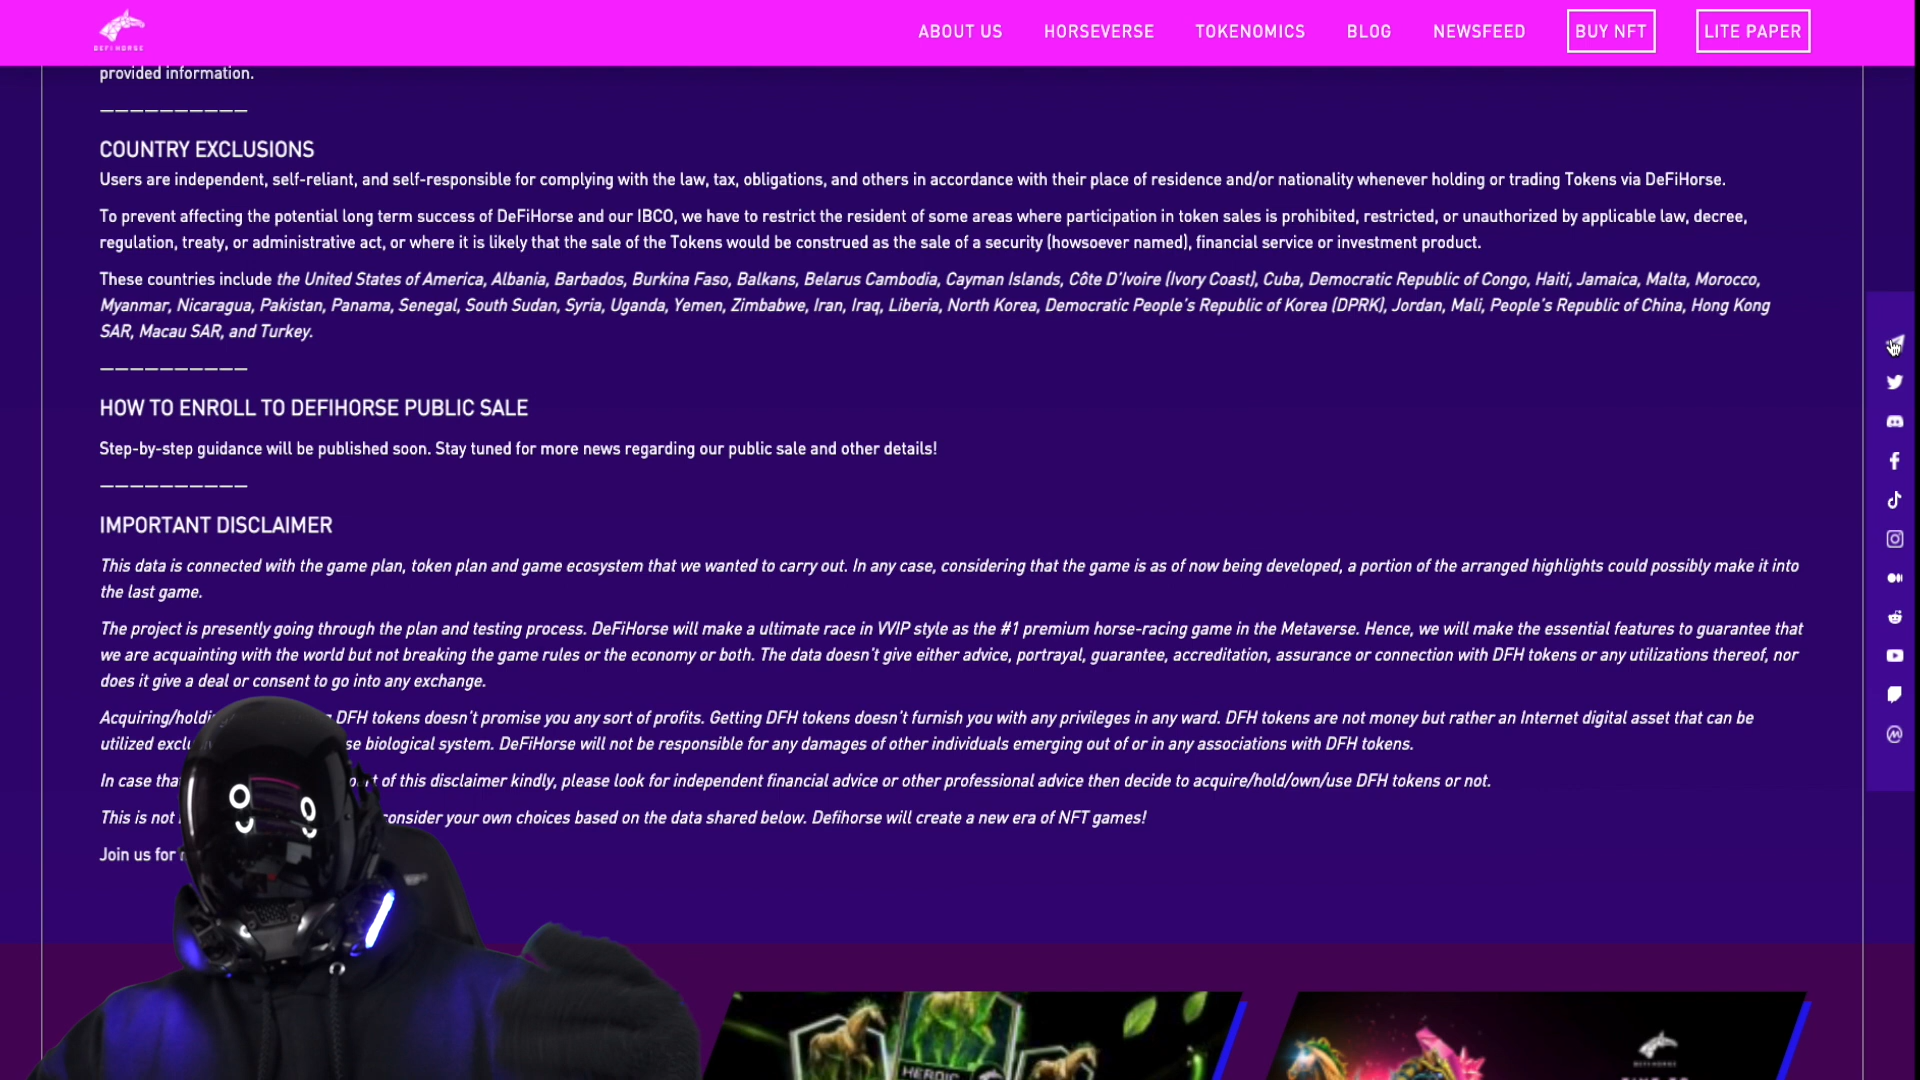 DEFI HORSE
ABOUT US HORSEVERSE TOKENOMICS BLOG NEWSFEED BUY NFT LITE PAPER
provided information.
——————————
COUNTRY EXCLUSIONS
Users are independent, self-reliant, and self-responsible for complying with the law, tax, obligations, and others in accordance with their place of residence and/or nationality whenever holding or trading Tokens via DeFiHorse.
To prevent affecting the potential long term success of DeFiHorse and our IBCO, we have to restrict the resident of some areas where participation in token sales is prohibited, restricted, or unauthorized by applicable law, decree,
regulation, treaty, or administrative act, or where it is likely that the sale of the Tokens would be construed as the sale of a security (howsoever named), financial service or investment product.
These countries include the United States of America, Albania, Barbados, Burkina Faso, Balkans, Belarus Cambodia, Cayman Islands, Côte D'Ivoire (Ivory Coast), Cuba, Democratic Republic of Congo, Haiti, Jamaica, Malta, Morocco,
Myanmar, Nicaragua, Pakistan, Panama, Senegal, South Sudan, Syria, Uganda, Yemen, Zimbabwe, Iran, Iraq, Liberia, North Korea, Democratic People's Republic of Korea (DPRK), Jordan, Mali, People's Republic of China, Hong Kong
SAR, Macau SAR, and Turkey.
——————————
HOW TO ENROLL TO DEFIHORSE PUBLIC SALE
Step-by-step guidance will be published soon. Stay tuned for more news regarding our public sale and other details!
——————————
IMPORTANT DISCLAIMER
This data is connected with the game plan, token plan and game ecosystem that we wanted to carry out. In any case, considering that the game is as of now being developed, a portion of the arranged highlights could possibly make it into
the last game.
The project is presently going through the plan and testing process. DeFiHorse will make a ultimate race in VVIP style as the #1 premium horse-racing game in the Metaverse. Hence, we will make the essential features to guarantee that
we are acquainting with the world but not breaking the game rules or the economy or both. The data doesn't give either advice, portrayal, guarantee, accreditation, assurance or connection with DFH tokens or any utilizations thereof, nor
does it give a deal or consent to go into any exchange.
DFH tokens doesn't promise you any sort of profits. Getting DFH tokens doesn't furnish you with any privileges in any ward. DFH tokens are not money but rather an Internet digital asset that can be
utilized biological system. DeFiHorse will not be responsible for any damages of other individuals emerging out of or in any associations with DFH tokens.
In case of this disclaimer kindly, please look for independent financial advice or other professional advice then decide to acquire/hold/own/use DFH tokens or not.
This is not consider your own choices based on the data shared below. Defihorse will create a new era of NFT games!
Join us for
HEROIC
DEFIHORSE